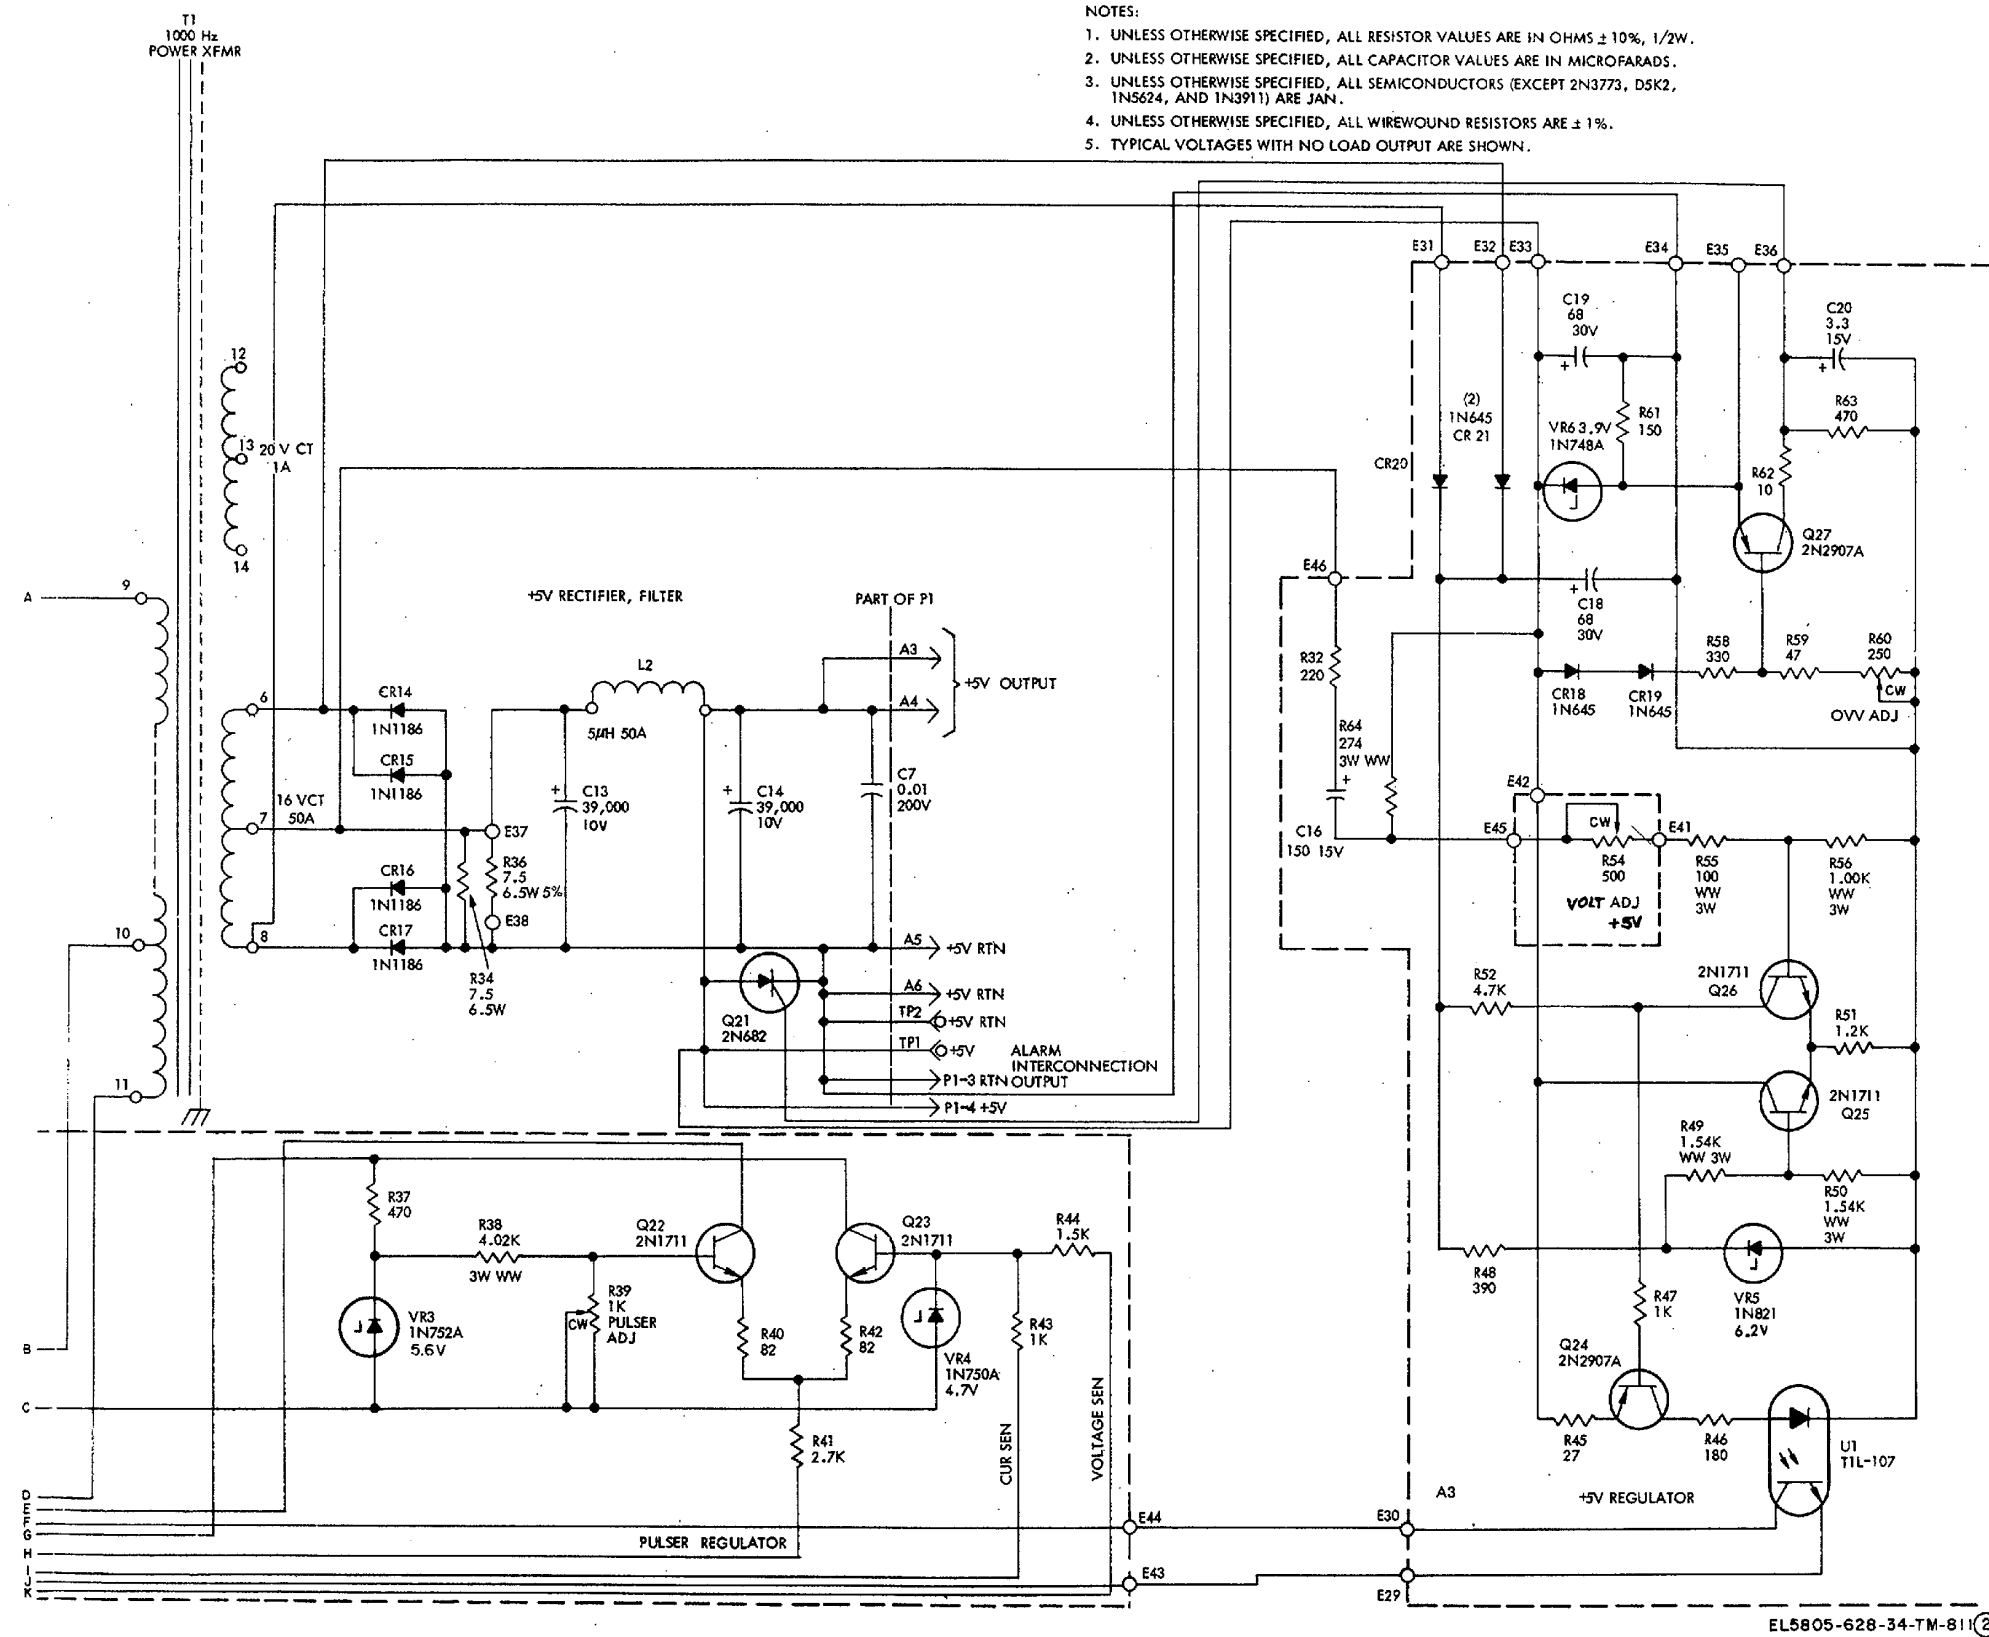 NOTES:
1. UNLESS OTHERWISE SPECIFIED, ALL RESISTOR VALUES ARE IN OHMS ± 10%, 1/2W.
2. UNLESS OTHERWISE SPECIFIED, ALL CAPACITOR VALUES ARE IN MICROFARADS.
3. UNLESS OTHERWISE SPECIFIED, ALL SEMICONDUCTORS (EXCEPT 2N3773, D5K2,
1N5624, AND 1N3911) ARE JAN.
4. UNLESS OTHERWISE SPECIFIED, ALL WIREWOUND RESISTORS ARE ± 1%.
5. TYPICAL VOLTAGES WITH NO LOAD OUTPUT ARE SHOWN.
T1
1000 Hz
POWER XFMR
12
13
20 V CT
1A
14
A
9
10
11
6
16 VCT
50A
7
8
+5V RECTIFIER, FILTER
PART OF P1
CR14
1N1186
CR15
1N1186
CR16
1N1186
CR17
1N1186
E37
R36
7.5
6.5W 5%
E38
R34
7.5
6.5W
L2
5μH 50A
+
C13
39,000
10V
+
C14
39,000
10V
C7
0.01
200V
A3
A4
+5V OUTPUT
A5
+5V RTN
A6
+5V RTN
TP2
+5V RTN
TP1
+5V
ALARM
INTERCONNECTION
OUTPUT
P1-3 RTN
P1-4 +5V
Q21
2N682
E31
E32
E33
E34
E35
E36
C19
68
30V
+
C20
3.3
15V
+
(2)
1N645
CR 21
CR20
VR6 3.9V
1N748A
R61
150
R63
470
R62
10
Q27
2N2907A
E46
+
C18
68
30V
R32
220
R64
274
3W WW
+
C16
150 15V
CR18
1N645
CR19
1N645
R58
330
R59
47
R60
250
CW
OVV ADJ
E42
E45
CW
R54
500
VOLT ADJ
+5V
E41
R55
100
WW
3W
R56
1.00K
WW
3W
R52
4.7K
2N1711
Q26
R51
1.2K
2N1711
Q25
R49
1.54K
WW 3W
R50
1.54K
WW
3W
R48
390
VR5
1N821
6.2V
R47
1K
Q24
2N2907A
R45
27
R46
180
U1
TIL-107
A3
+5V REGULATOR
R37
470
R38
4.02K
3W WW
Q22
2N1711
Q23
2N1711
R44
1.5K
VR3
1N752A
5.6V
R39
1K
PULSER
ADJ
CW
R40
82
R42
82
VR4
1N750A
4.7V
R43
1K
R41
2.7K
CUR SEN
VOLTAGE SEN
PULSER REGULATOR
B
C
D
E
F
G
H
I
J
K
E44
E43
E30
E29
EL5805-628-34-TM-811②